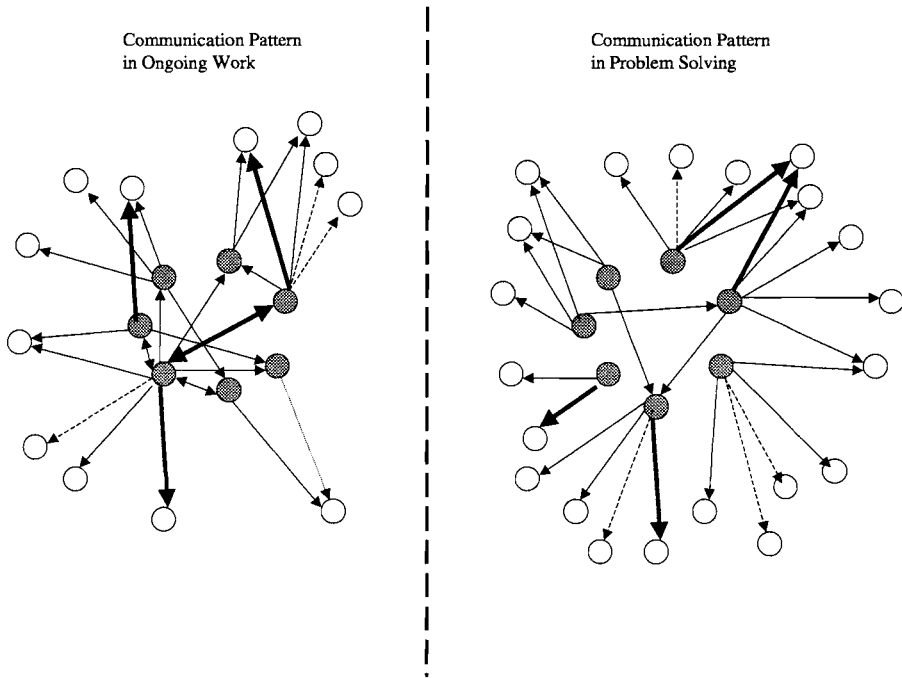 Communication Pattern
in Ongoing Work
Communication Pattern
in Problem Solving